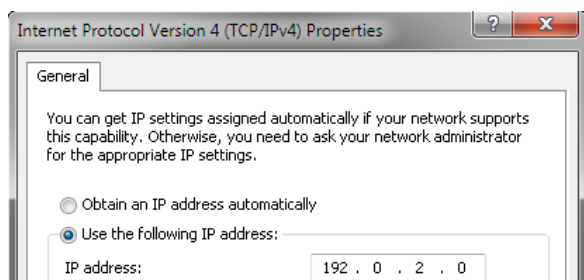 Internet Protocol Version 4 (TCP/IPv4) Properties
?
X
General
You can get IP settings assigned automatically if your network supports
this capability. Otherwise, you need to ask your network administrator
for the appropriate IP settings.
Obtain an IP address automatically
Use the following IP address:
IP address: 192 . 0 . 2 . 0